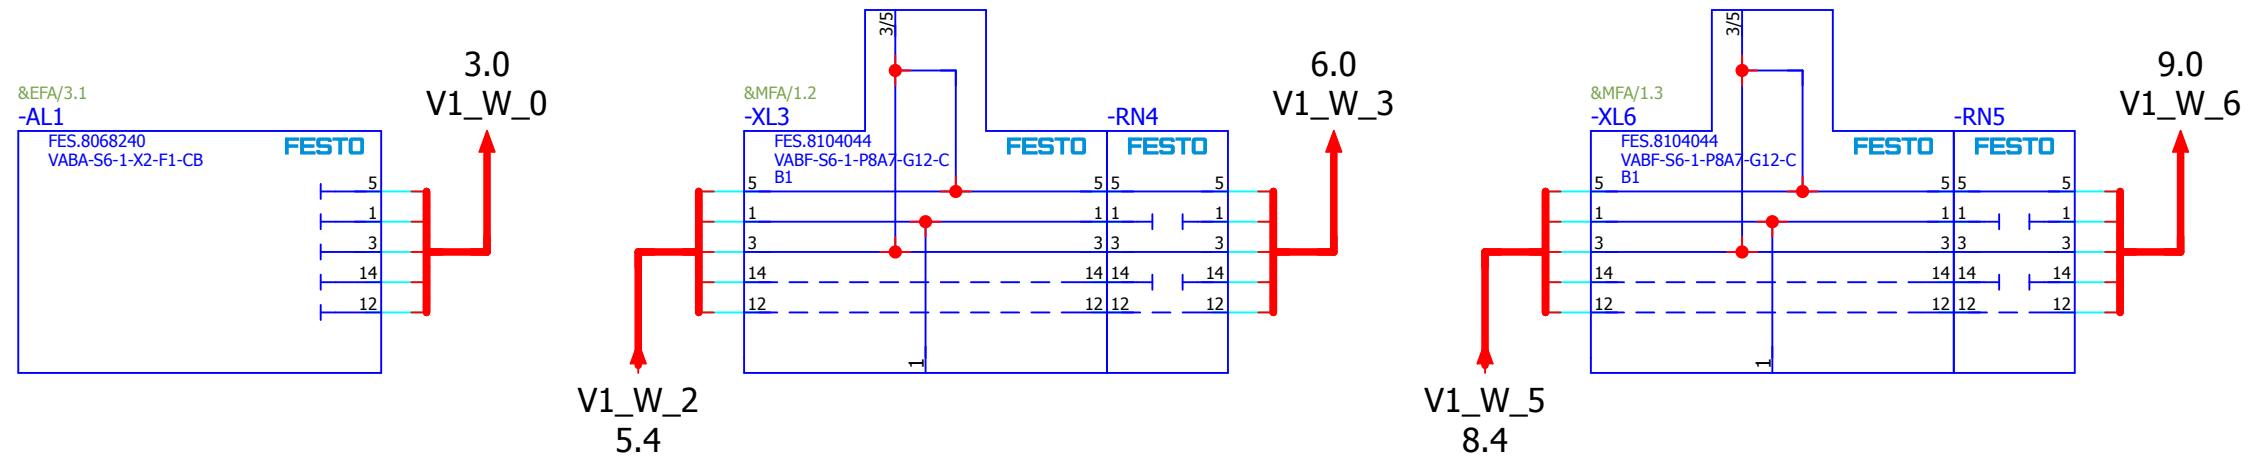 3.0
V1_W_0
&EFA/3.1
-AL1
FES.8068240
VABA-S6-1-X2-F1-CB
FESTO
5
1
3
14
12
3/5
6.0
V1_W_3
&MFA/1.2
-XL3
-RN4
FES.8104044
VABF-S6-1-P8A7-G12-C
B1
FESTO
FESTO
5 5 5 5
1 1 1 1
3 3 3 3
14 14 14 14
12 12 12 12
1
V1_W_2
5.4
3/5
9.0
V1_W_6
&MFA/1.3
-XL6
-RN5
FES.8104044
VABF-S6-1-P8A7-G12-C
B1
FESTO
FESTO
5 5 5 5
1 1 1 1
3 3 3 3
14 14 14 14
12 12 12 12
1
V1_W_5
8.4